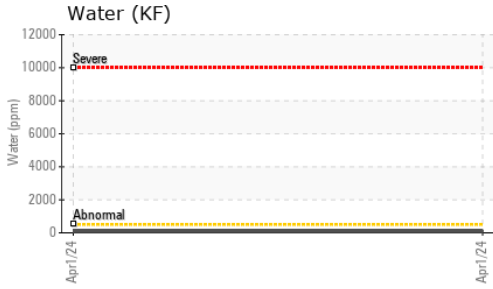 Water (KF)
12000
10000
8000
6000
4000
2000
0
Water (ppm)
Severe
Abnormal
Apr1/24
Apr1/24